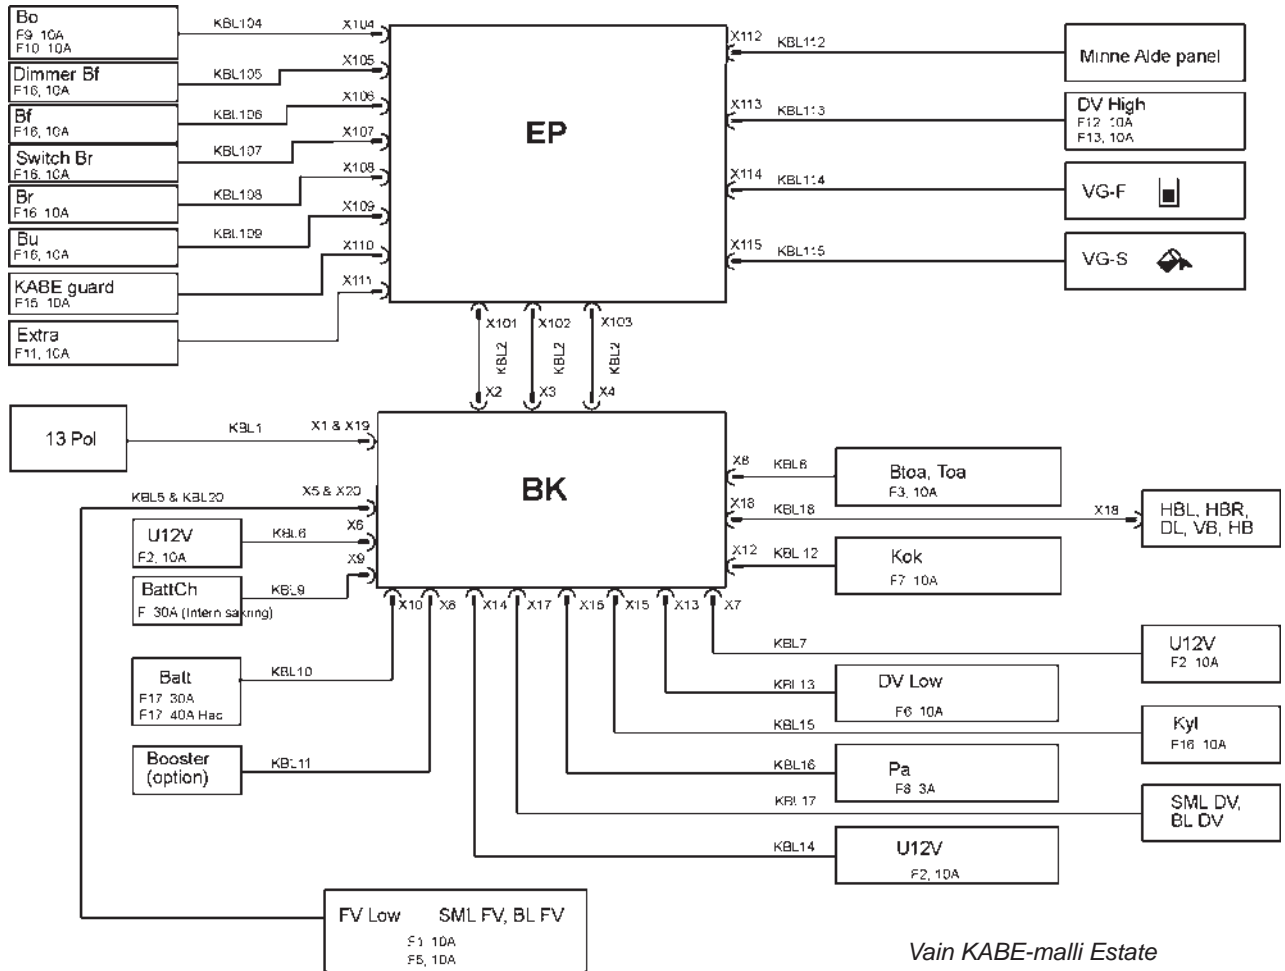 Bo
F9 10A
F10 10A
KBL104
X104
Dimmer Bf
F16, 10A
KBL105
X105
Bf
F16, 10A
KBL106
X106
Switch Br
F16, 10A
KBL107
X107
Br
F16 10A
KBL108
X108
Bu
F16, 10A
KBL109
X109
KABE guard
F15 10A
X110
Extra
F11, 10A
X111
EP
X112
KBL112
Minne Alde panel
X113
KBL113
DV High
F12 10A
F13, 10A
X114
KBL114
VG-F
X115
KBL115
VG-S
X101
X102
X103
KBL2
KBL2
KBL2
X2
X3
X4
13 Pol
KBL1
X1 & X19
KBL5 & KBL20
X5 & X20
U12V
F2, 10A
KBL6
X6
BattCh
F 30A (Intern säkring)
KBL9
X9
BK
X8
KBL8
Btoa, Toa
F3, 10A
X18
KBL18
X18
HBL, HBR,
DL, VB, HB
X12
KBL 12
Kok
F7 10A
X10
X8
X14
X17
X16
X15
X13
X7
Batt
F17 30A
F17 40A Hac
KBL10
Booster
(option)
KBL11
KBL7
U12V
F2 10A
KBL13
DV Low
F6 10A
KBL15
Kyl
F16 10A
KBL16
Pa
F8 3A
KBL17
SML DV,
BL DV
KBL14
U12V
F2, 10A
FV Low SML FV, BL FV
F1 10A
F5, 10A
Vain KABE-malli Estate